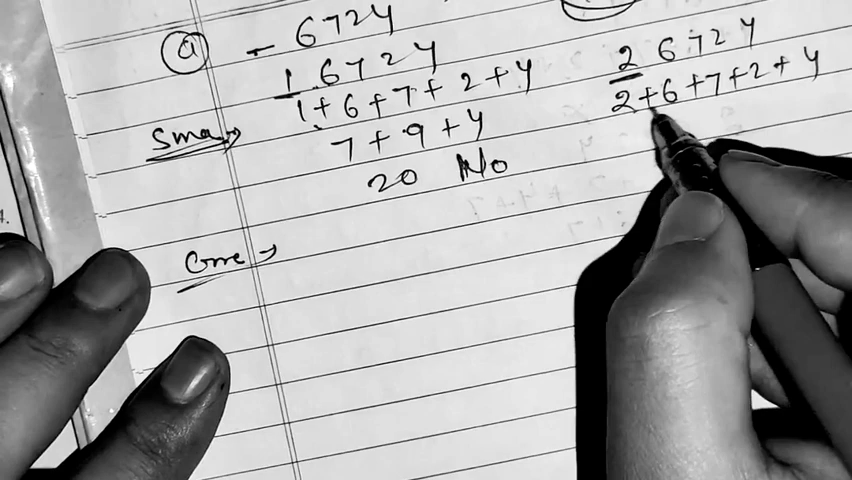 a - 6724
1 6724
1+6+7+2+4
Sma →
7+9+4
20 No
2 6724
2+6+7+2+4
Gre →